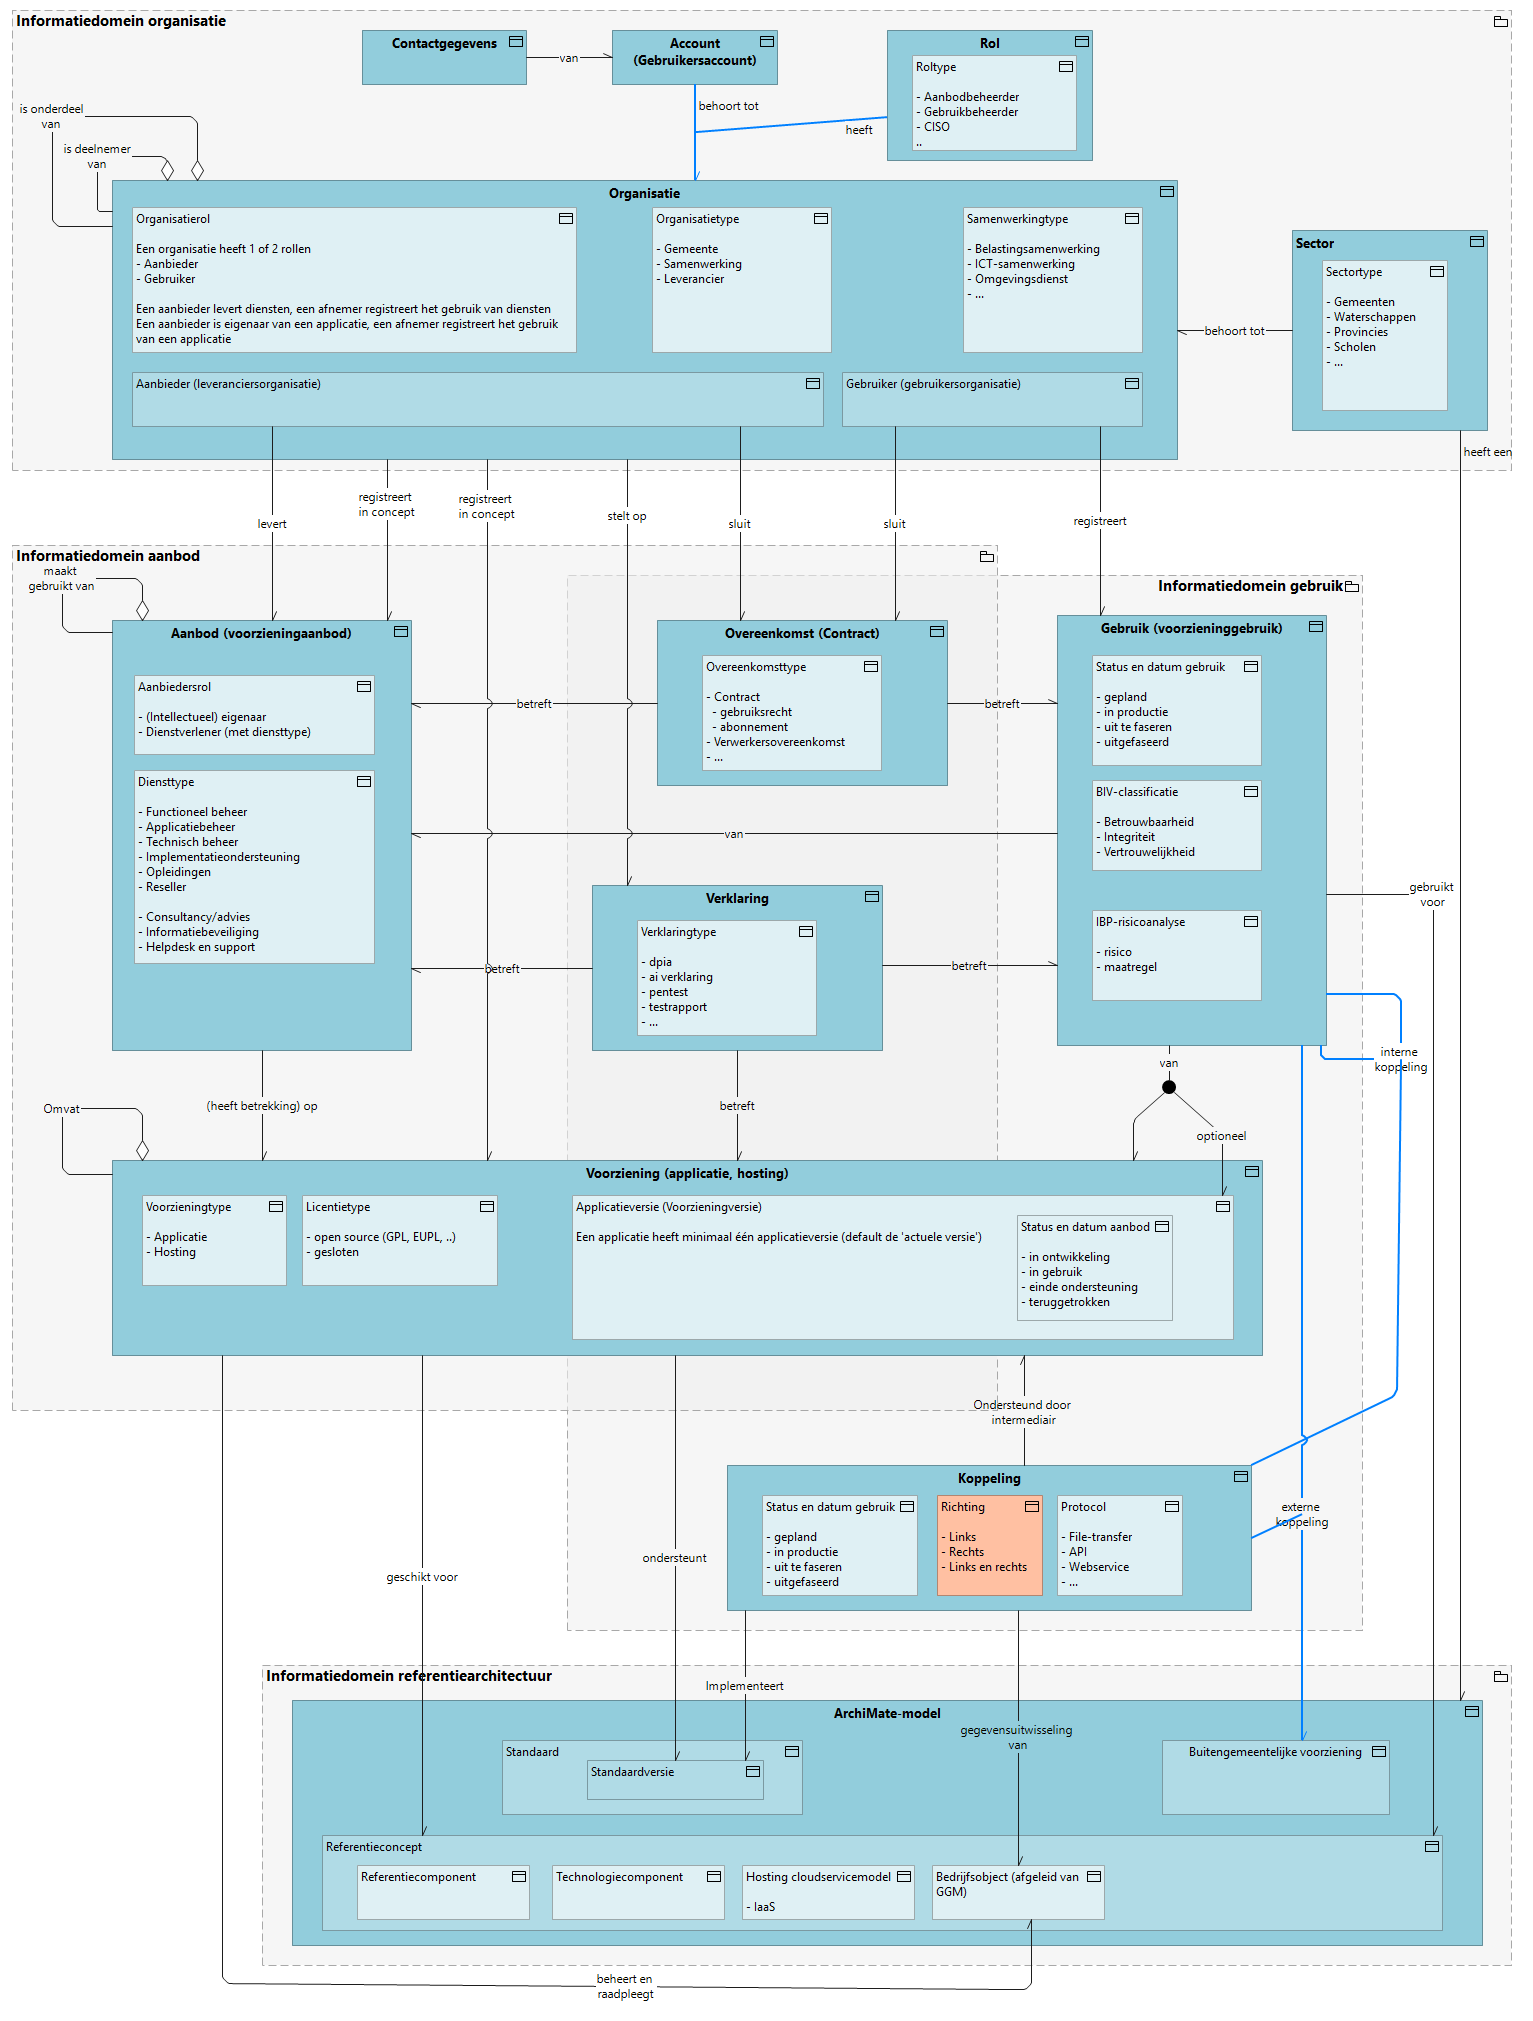 Informatiedomein organisatie
Contactgegevens
van
Account
(Gebruikersaccount)
Rol
Roltype
- Aanbodbeheerder
- Gebruikbeheerder
- CISO
..
behoort tot
heeft
is onderdeel
van
is deelnemer
van
Organisatie
Organisatierol
Een organisatie heeft 1 of 2 rollen
- Aanbieder
- Gebruiker
Een aanbieder levert diensten, een afnemer registreert het gebruik van diensten
Een aanbieder is eigenaar van een applicatie, een afnemer registreert het gebruik
van een applicatie
Organisatietype
- Gemeente
- Samenwerking
- Leverancier
Samenwerkingtype
- Belastingsamenwerking
- ICT-samenwerking
- Omgevingsdienst
- ...
Sector
Sectortype
- Gemeenten
- Waterschappen
- Provincies
- Scholen
- ...
behoort tot
Aanbieder (leveranciersorganisatie)
Gebruiker (gebruikersorganisatie)
heeft een
levert
registreert
in concept
registreert
in concept
stelt op
sluit
sluit
registreert
Informatiedomein aanbod
maakt
gebruikt van
Informatiedomein gebruik
Aanbod (voorzieningaanbod)
Aanbiedersrol
- (Intellectueel) eigenaar
- Dienstverlener (met diensttype)
Diensttype
- Functioneel beheer
- Applicatiebeheer
- Technisch beheer
- Implementatieondersteuning
- Opleidingen
- Reseller
- Consultancy/advies
- Informatiebeveiliging
- Helpdesk en support
Overeenkomst (Contract)
Overeenkomsttype
- Contract
- gebruiksrecht
- abonnement
- Verwerkersovereenkomst
- ...
betreft
betreft
Gebruik (voorzieninggebruik)
Status en datum gebruik
- gepland
- in productie
- uit te faseren
- uitgefaseerd
BIV-classificatie
- Betrouwbaarheid
- Integriteit
- Vertrouwelijkheid
IBP-risicoanalyse
- risico
- maatregel
van
gebruikt
voor
Verklaring
Verklaringtype
- dpia
- ai verklaring
- pentest
- testrapport
- ...
betreft
betreft
interne
koppeling
van
optioneel
Omvat
(heeft betrekking) op
betreft
Voorziening (applicatie, hosting)
Voorzieningtype
- Applicatie
- Hosting
Licentietype
- open source (GPL, EUPL, ..)
- gesloten
Applicatieversie (Voorzieningversie)
Een applicatie heeft minimaal één applicatieversie (default de 'actuele versie')
Status en datum aanbod
- in ontwikkeling
- in gebruik
- einde ondersteuning
- teruggetrokken
Ondersteund door
intermediair
Koppeling
Status en datum gebruik
- gepland
- in productie
- uit te faseren
- uitgefaseerd
Richting
- Links
- Rechts
- Links en rechts
Protocol
- File-transfer
- API
- Webservice
- ...
externe
koppeling
ondersteunt
geschikt voor
Informatiedomein referentiearchitectuur
Implementeert
ArchiMate-model
gegevensuitwisseling
van
Standaard
Standaardversie
Buitengemeentelijke voorziening
Referentieconcept
Referentiecomponent
Technologiecomponent
Hosting cloudservicemodel
- IaaS
Bedrijfsobject (afgeleid van
GGM)
beheert en
raadpleegt